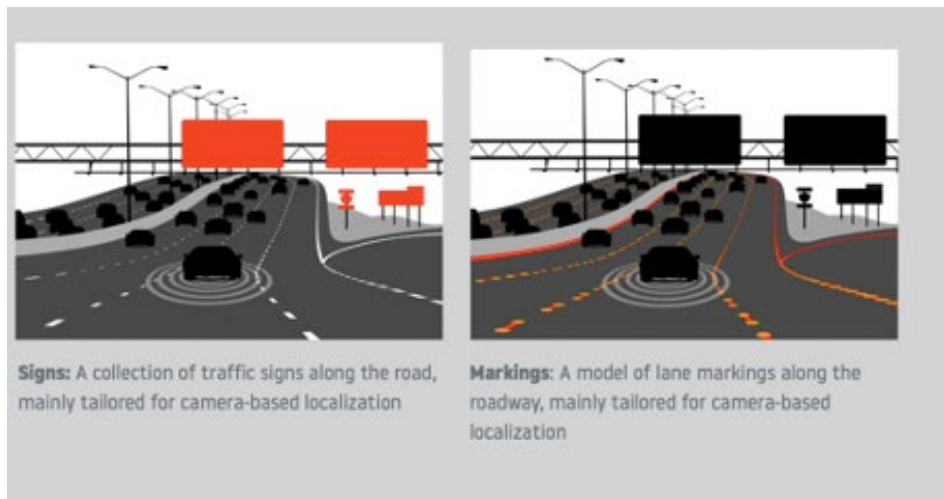 Signs: A collection of traffic signs along the road,
mainly tailored for camera-based localization
Markings: A model of lane markings along the
roadway, mainly tailored for camera-based
localization